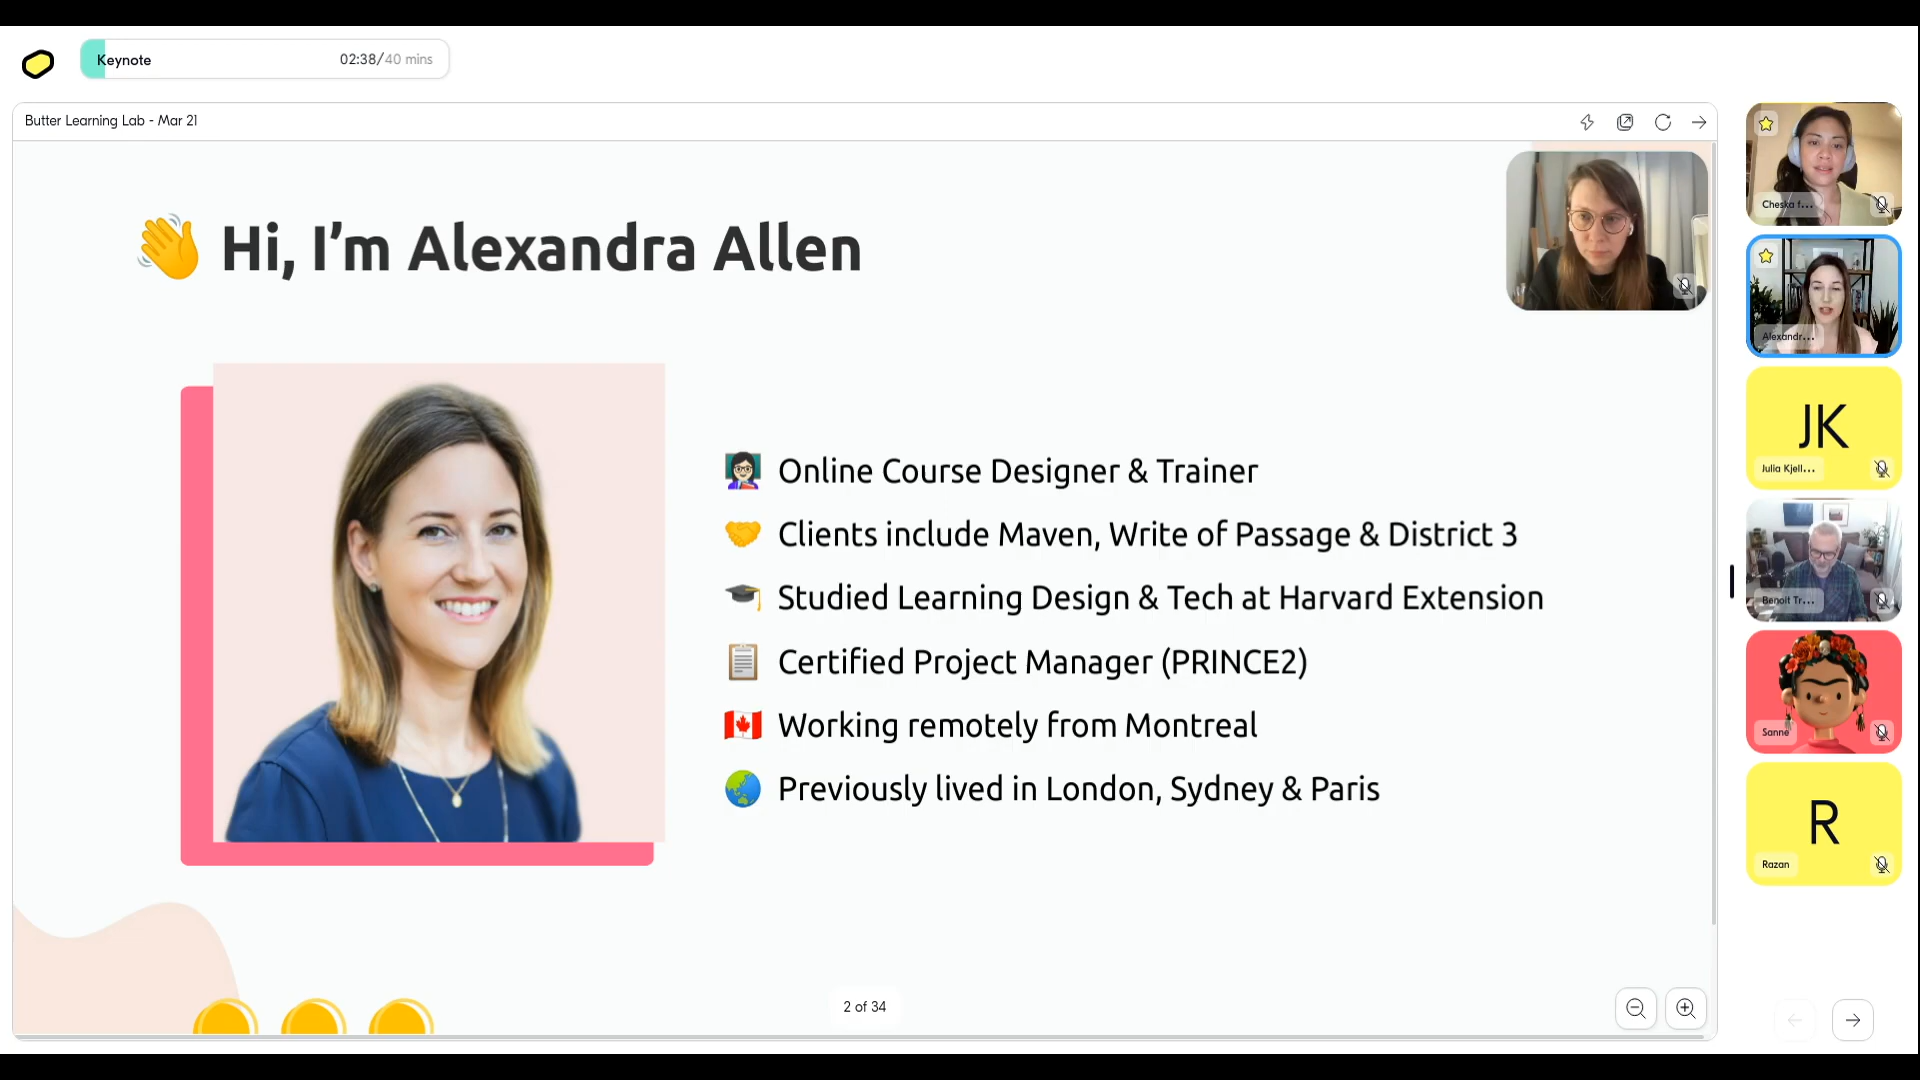 Keynote
02:38/40 mins
Butter Learning Lab - Mar 21
👋 Hi, I’m Alexandra Allen
Online Course Designer & Trainer
Clients include Maven, Write of Passage & District 3
Studied Learning Design & Tech at Harvard Extension
Certified Project Manager (PRINCE2)
Working remotely from Montreal
Previously lived in London, Sydney & Paris
2 of 34
Cheska f...
Alexandr...
JK
Julia Kjell...
Benoit Tr...
Sanne
R
Razan